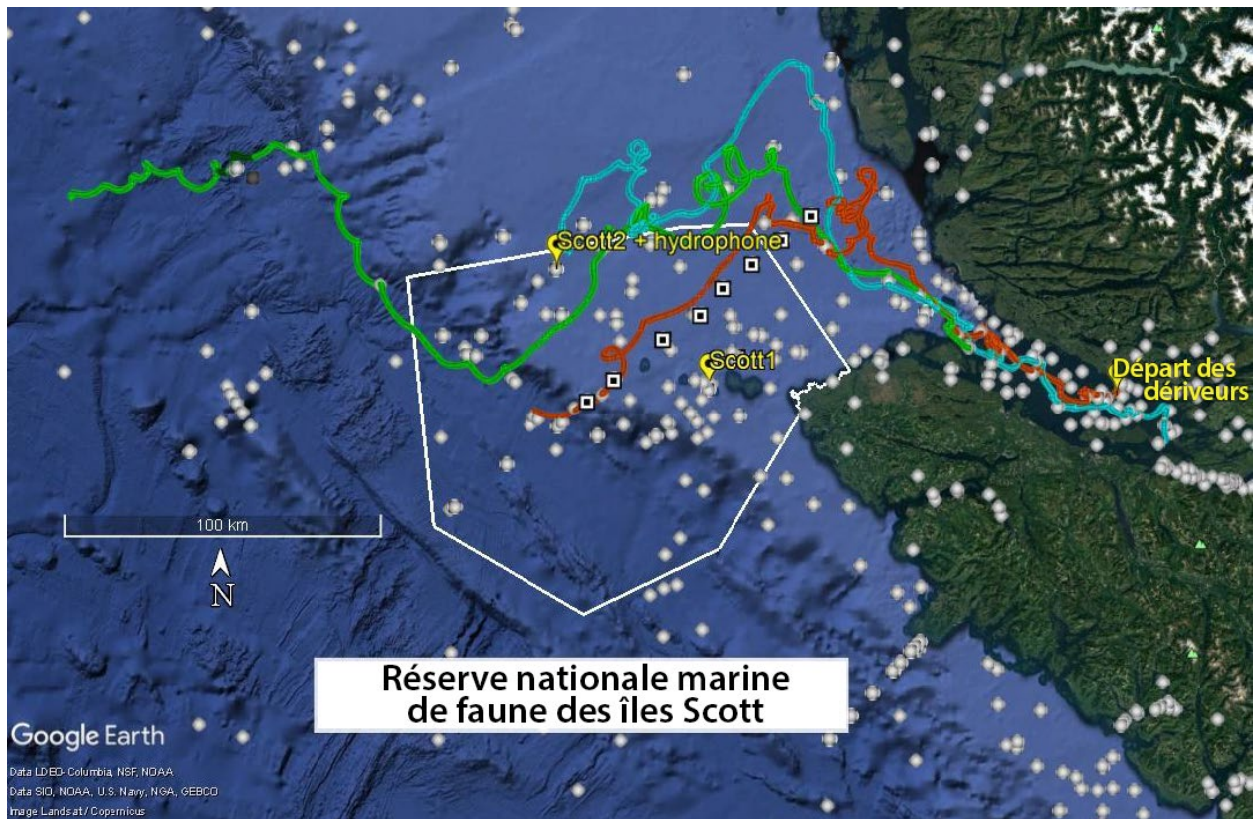 Scott2 + hydrophone
Scott1
Départ des
dériveurs
100 km
N
Réserve nationale marine
de faune des îles Scott
Google Earth
Data LDEO-Columbia, NSF, NOAA
Data SIO, NOAA, U.S. Navy, NGA, GEBCO
Image Landsat / Copernicus